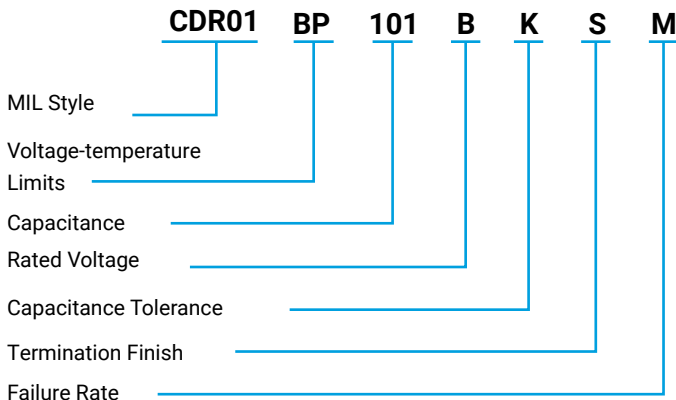 CDR01 BP 101 B K S M
MIL Style
Voltage-temperature
Limits
Capacitance
Rated Voltage
Capacitance Tolerance
Termination Finish
Failure Rate